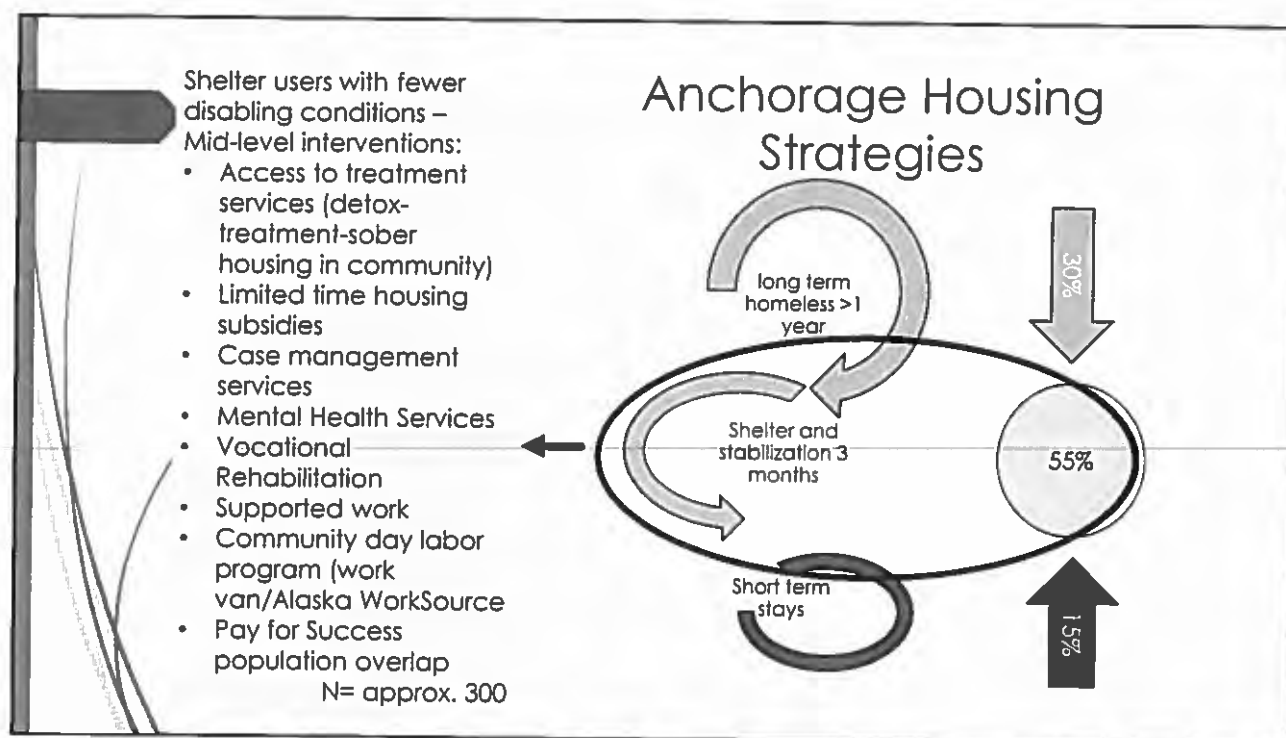 Shelter users with fewer
disabling conditions –
Mid-level interventions:
• Access to treatment
services (detox-
treatment-sober
housing in community)
• Limited time housing
subsidies
• Case management
services
• Mental Health Services
• Vocational
Rehabilitation
• Supported work
• Community day labor
program (work
van/Alaska WorkSource
• Pay for Success
population overlap
N= approx. 300
Anchorage Housing
Strategies
long term
homeless >1
year
30%
Shelter and
stabilization 3
months
55%
Short term
stays
15%